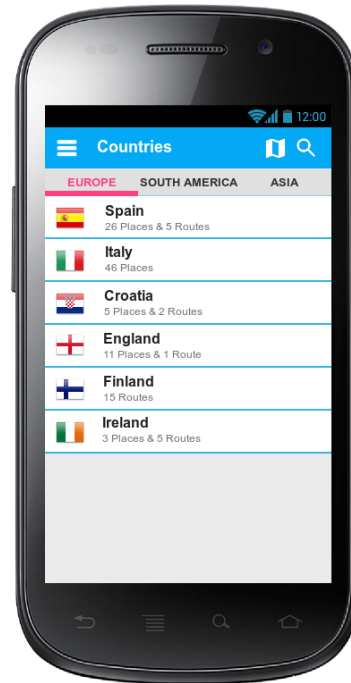 12:00
Countries
EUROPE SOUTH AMERICA ASIA
Spain
26 Places & 5 Routes
Italy
46 Places
Croatia
5 Places & 2 Routes
England
11 Places & 1 Route
Finland
15 Routes
Ireland
3 Places & 5 Routes